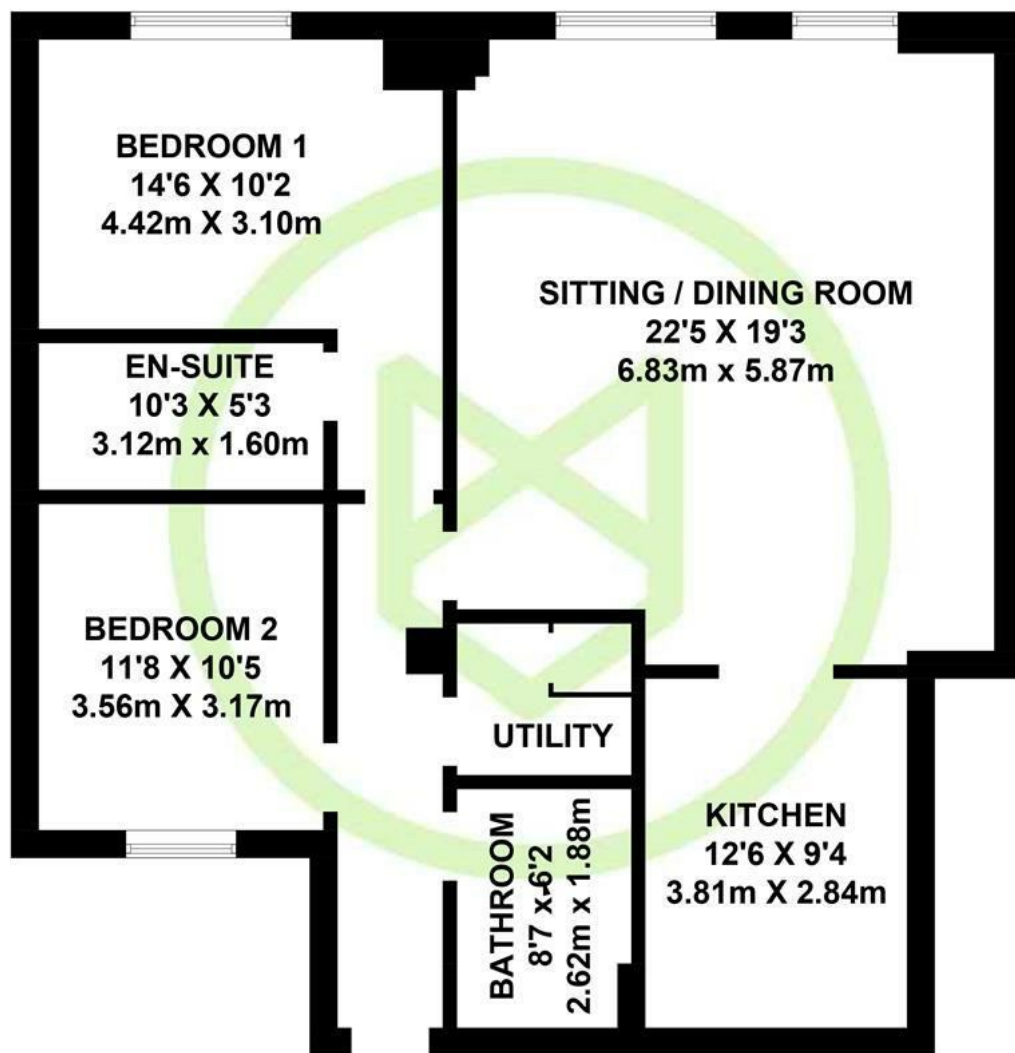 BEDROOM 1
14'6 X 10'2
4.42m X 3.10m
SITTING / DINING ROOM
22'5 X 19'3
6.83m x 5.87m
EN-SUITE
10'3 X 5'3
3.12m x 1.60m
BEDROOM 2
11'8 X 10'5
3.56m X 3.17m
UTILITY
BATHROOM
8'7 x 6'2
2.62m x 1.88m
KITCHEN
12'6 X 9'4
3.81m X 2.84m